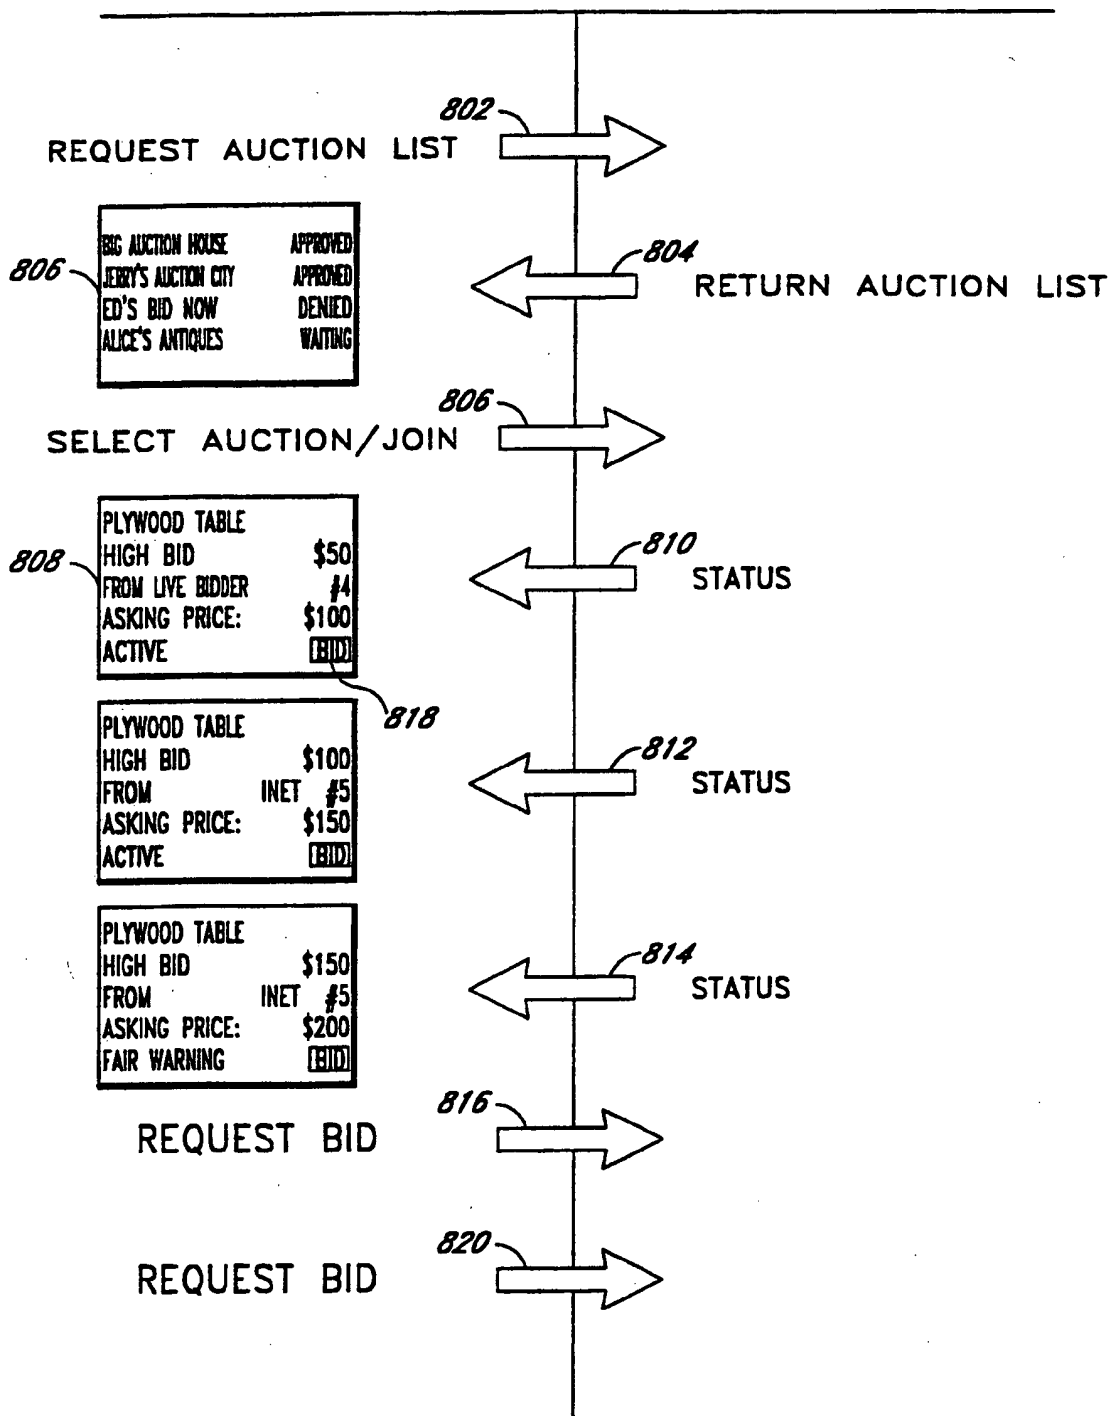 802
REQUEST AUCTION LIST
BIG AUCTION HOUSE APPROVED
JERRY'S AUCTION CITY APPROVED
ED'S BID NOW DENIED
ALICE'S ANTIQUES WAITING
806
804
RETURN AUCTION LIST
806
SELECT AUCTION/JOIN
PLYWOOD TABLE
HIGH BID $50
FROM LIVE BIDDER #4
ASKING PRICE: $100
ACTIVE BID
808
818
810
STATUS
PLYWOOD TABLE
HIGH BID $100
FROM INET #5
ASKING PRICE: $150
ACTIVE BID
812
STATUS
PLYWOOD TABLE
HIGH BID $150
FROM INET #5
ASKING PRICE: $200
FAIR WARNING BID
814
STATUS
816
REQUEST BID
820
REQUEST BID